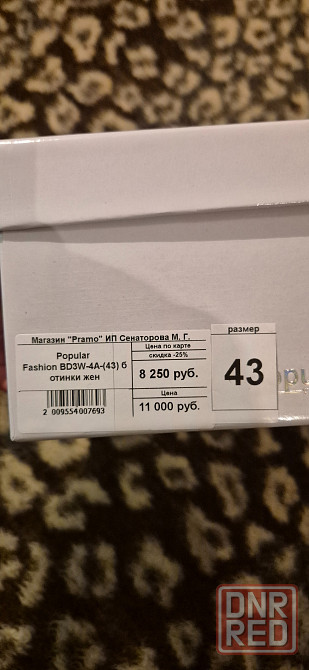 Магазин "Pramo" ИП Сенаторова М. Г.
Popular
Fashion BD3W-4A-(43) б
отинки жен
2 009554 007693
Цена по карте
скидка -25%
8 250 руб.
Цена
11 000 руб.
размер
43
DNR
RED